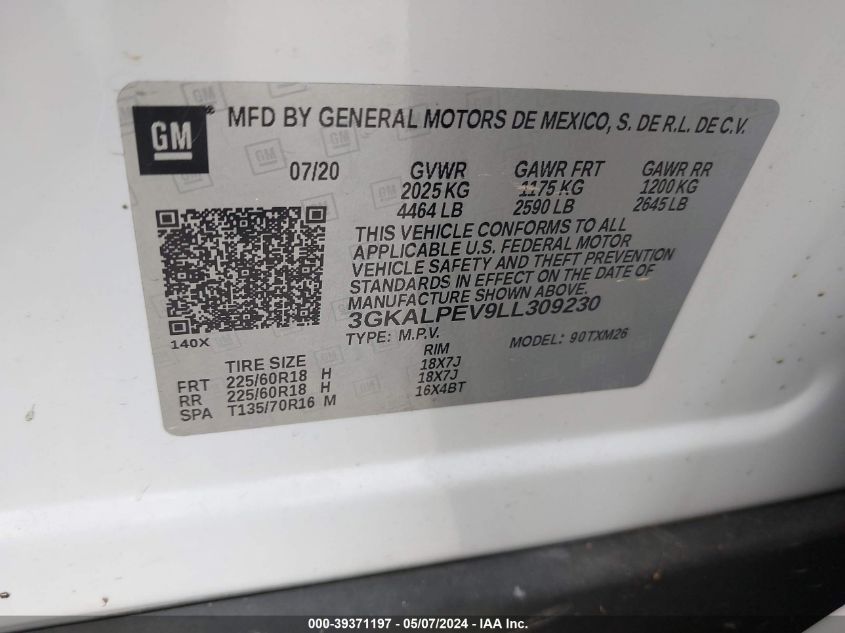 GM
MFD BY GENERAL MOTORS DE MEXICO, S. DE R.L. DE C.V.
07/20 GVWR GAWR FRT GAWR RR
2025 KG 1175 KG 1200 KG
4464 LB 2590 LB 2645 LB
THIS VEHICLE CONFORMS TO ALL
APPLICABLE U.S. FEDERAL MOTOR
VEHICLE SAFETY AND THEFT PREVENTION
STANDARDS IN EFFECT ON THE DATE OF
MANUFACTURE SHOWN ABOVE.
3GKALPEV9LL309230
140X
TYPE: M.P.V. MODEL: 90TXM26
TIRE SIZE RIM
FRT 225/60R18 H 18X7J
RR 225/60R18 H 18X7J
SPA T135/70R16 M 16X4BT
000-39371197 - 05/07/2024 - IAA Inc.